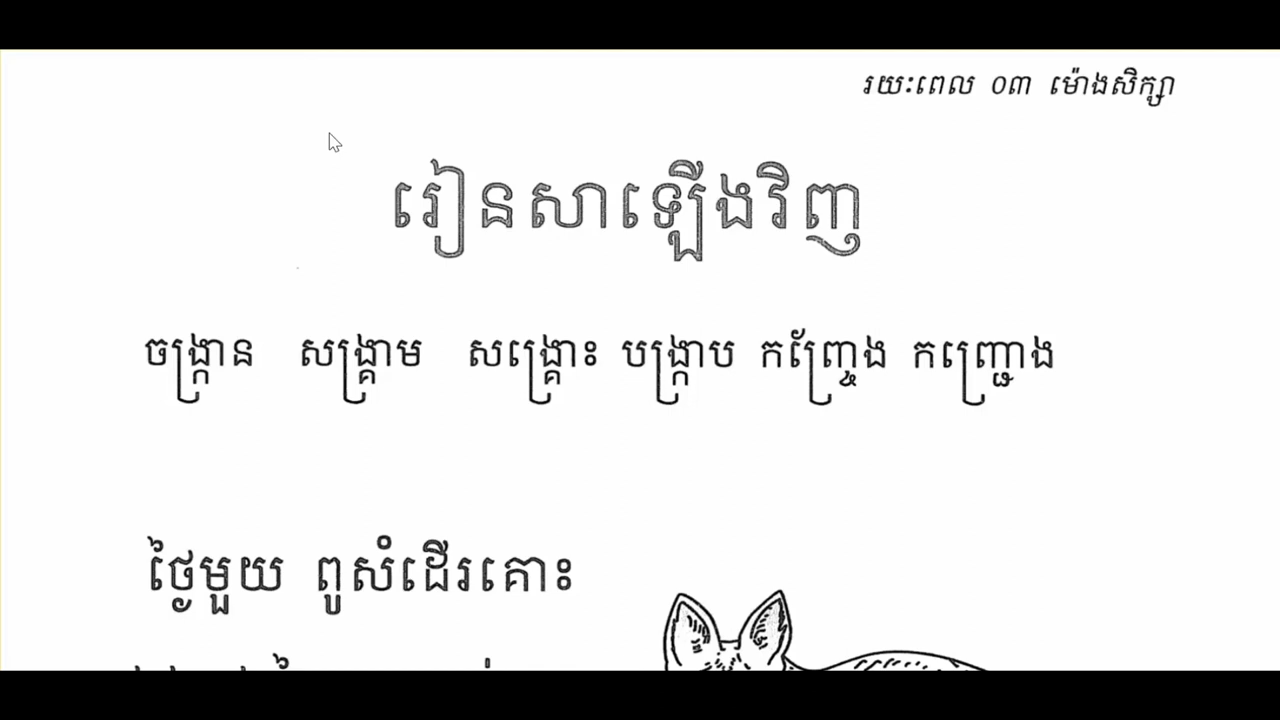 រយៈពេល ០៣ ម៉ោងសិក្សា
រៀនសាឡើងវិញ
ចង្ក្រាន សង្គ្រាម សង្គ្រោះ បង្ក្រាប កញ្ច្រែង កញ្ជ្រោង
ថ្ងៃមួយ ពូសំដើរគោះ